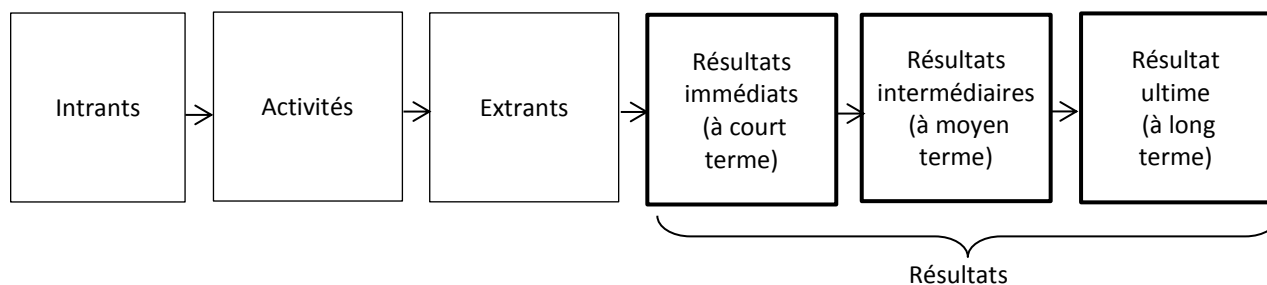 Intrants
Activités
Extrants
Résultats
immédiats
(à court
terme)
Résultats
intermédiaires
(à moyen
terme)
Résultat
ultime
(à long
terme)
Résultats